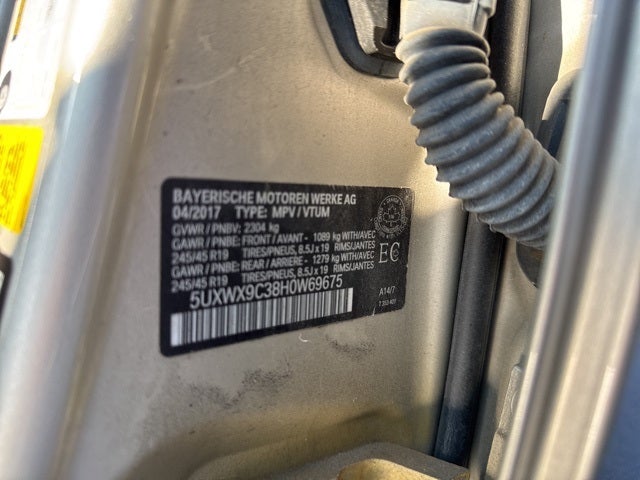 BAYERISCHE MOTOREN WERKE AG
04/2017 TYPE: MPV / VTUM
GVWR / PNBV: 2304 kg
GAWR / PNBE: FRONT / AVANT - 1089 kg WITH/AVEC
245/45 R19 TIRES/PNEUS, 8.5J x 19 RIMS/JANTES
GAWR / PNBE: REAR / ARRIERE - 1279 kg WITH/AVEC
245/45 R19 TIRES/PNEUS, 8.5J x 19 RIMS/JANTES
EC
5UXWX9C38H0W69675
A14/7